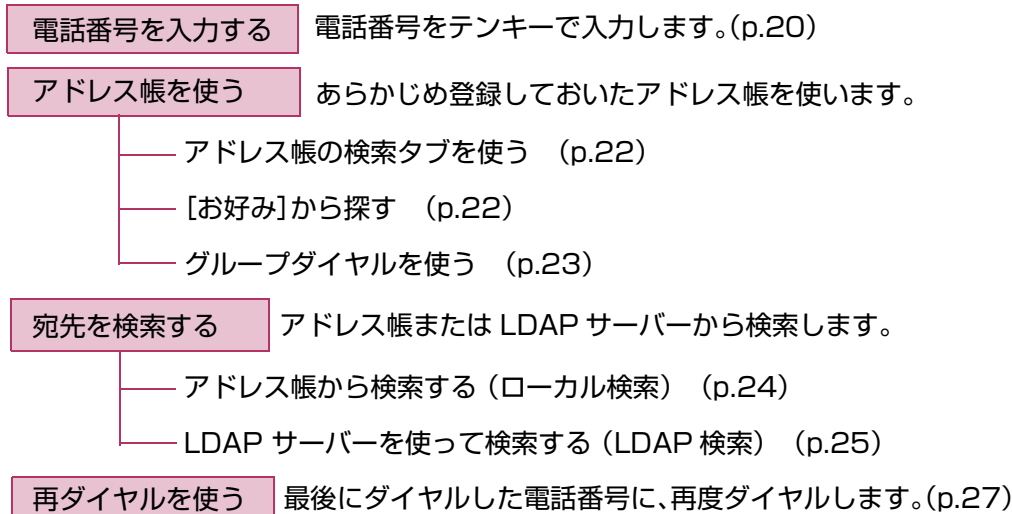 電話番号を入力する 電話番号をテンキーで入力します。(p.20)
アドレス帳を使う あらかじめ登録しておいたアドレス帳を使います。
アドレス帳の検索タブを使う (p.22)
[お好み]から探す (p.22)
グループダイヤルを使う (p.23)
宛先を検索する アドレス帳または LDAP サーバーから検索します。
アドレス帳から検索する(ローカル検索) (p.24)
LDAP サーバーを使って検索する(LDAP 検索) (p.25)
再ダイヤルを使う 最後にダイヤルした電話番号に、再度ダイヤルします。(p.27)